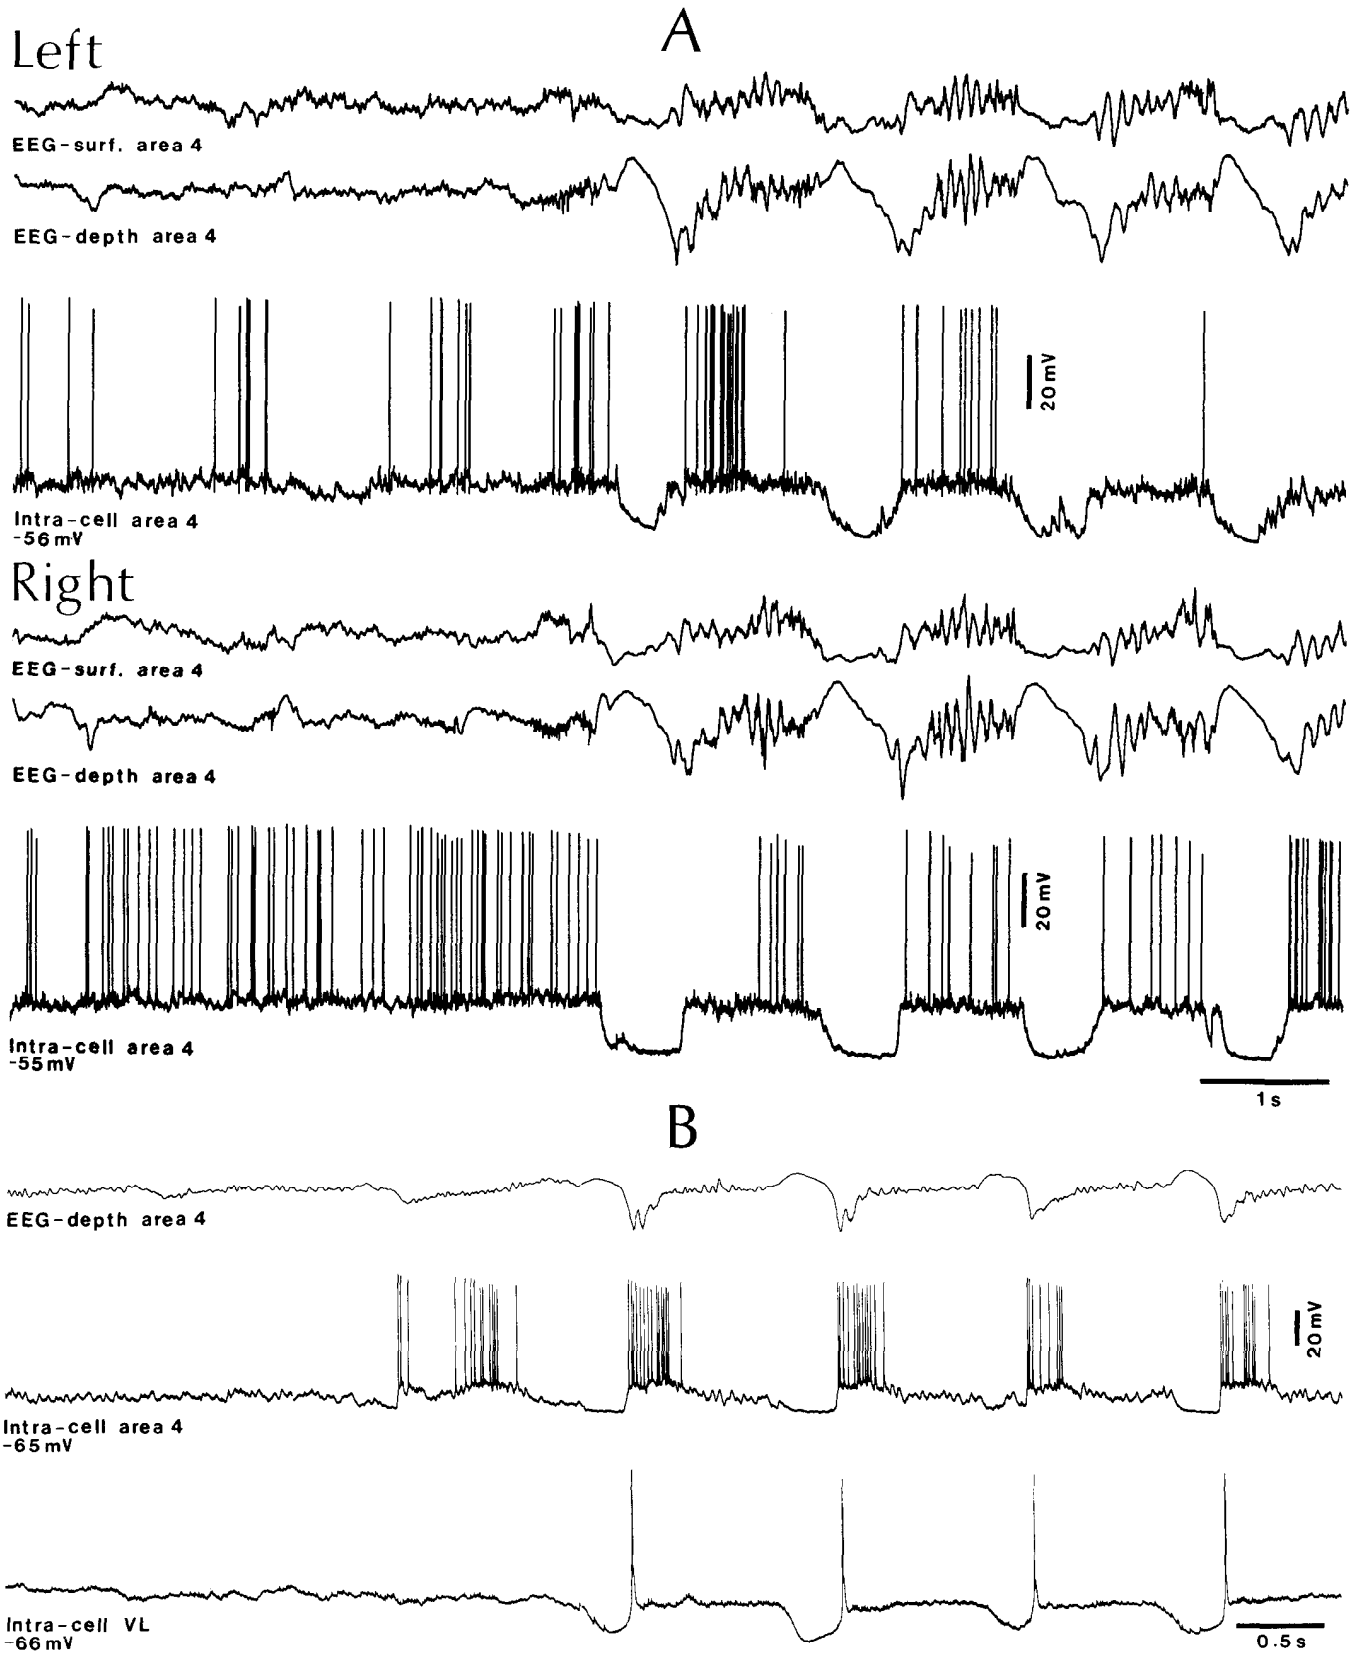 A
Left
EEG-surf. area 4
EEG-depth area 4
20 mV
Intra-cell area 4
-56 mV
Right
EEG-surf. area 4
EEG-depth area 4
20 mV
Intra-cell area 4
-55 mV
1 s
B
EEG-depth area 4
20 mV
Intra-cell area 4
-65 mV
Intra-cell VL
-66 mV
0.5 s